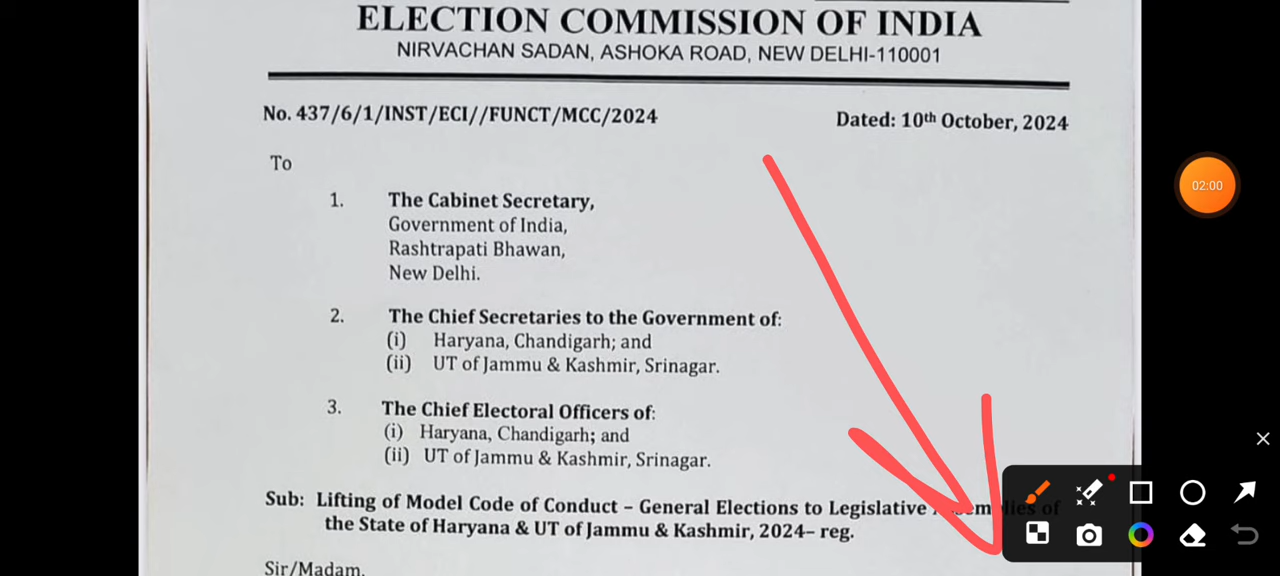 ELECTION COMMISSION OF INDIA
NIRVACHAN SADAN, ASHOKA ROAD, NEW DELHI-110001
No. 437/6/1/INST/ECI//FUNCT/MCC/2024
Dated: 10th October, 2024
To
1. The Cabinet Secretary,
Government of India,
Rashtrapati Bhawan,
New Delhi.
2. The Chief Secretaries to the Government of:
(i) Haryana, Chandigarh; and
(ii) UT of Jammu & Kashmir, Srinagar.
3. The Chief Electoral Officers of:
(i) Haryana, Chandigarh; and
(ii) UT of Jammu & Kashmir, Srinagar.
Sub: Lifting of Model Code of Conduct – General Elections to Legislative Assemblies of
the State of Haryana & UT of Jammu & Kashmir, 2024– reg.
Sir/Madam,
02:00